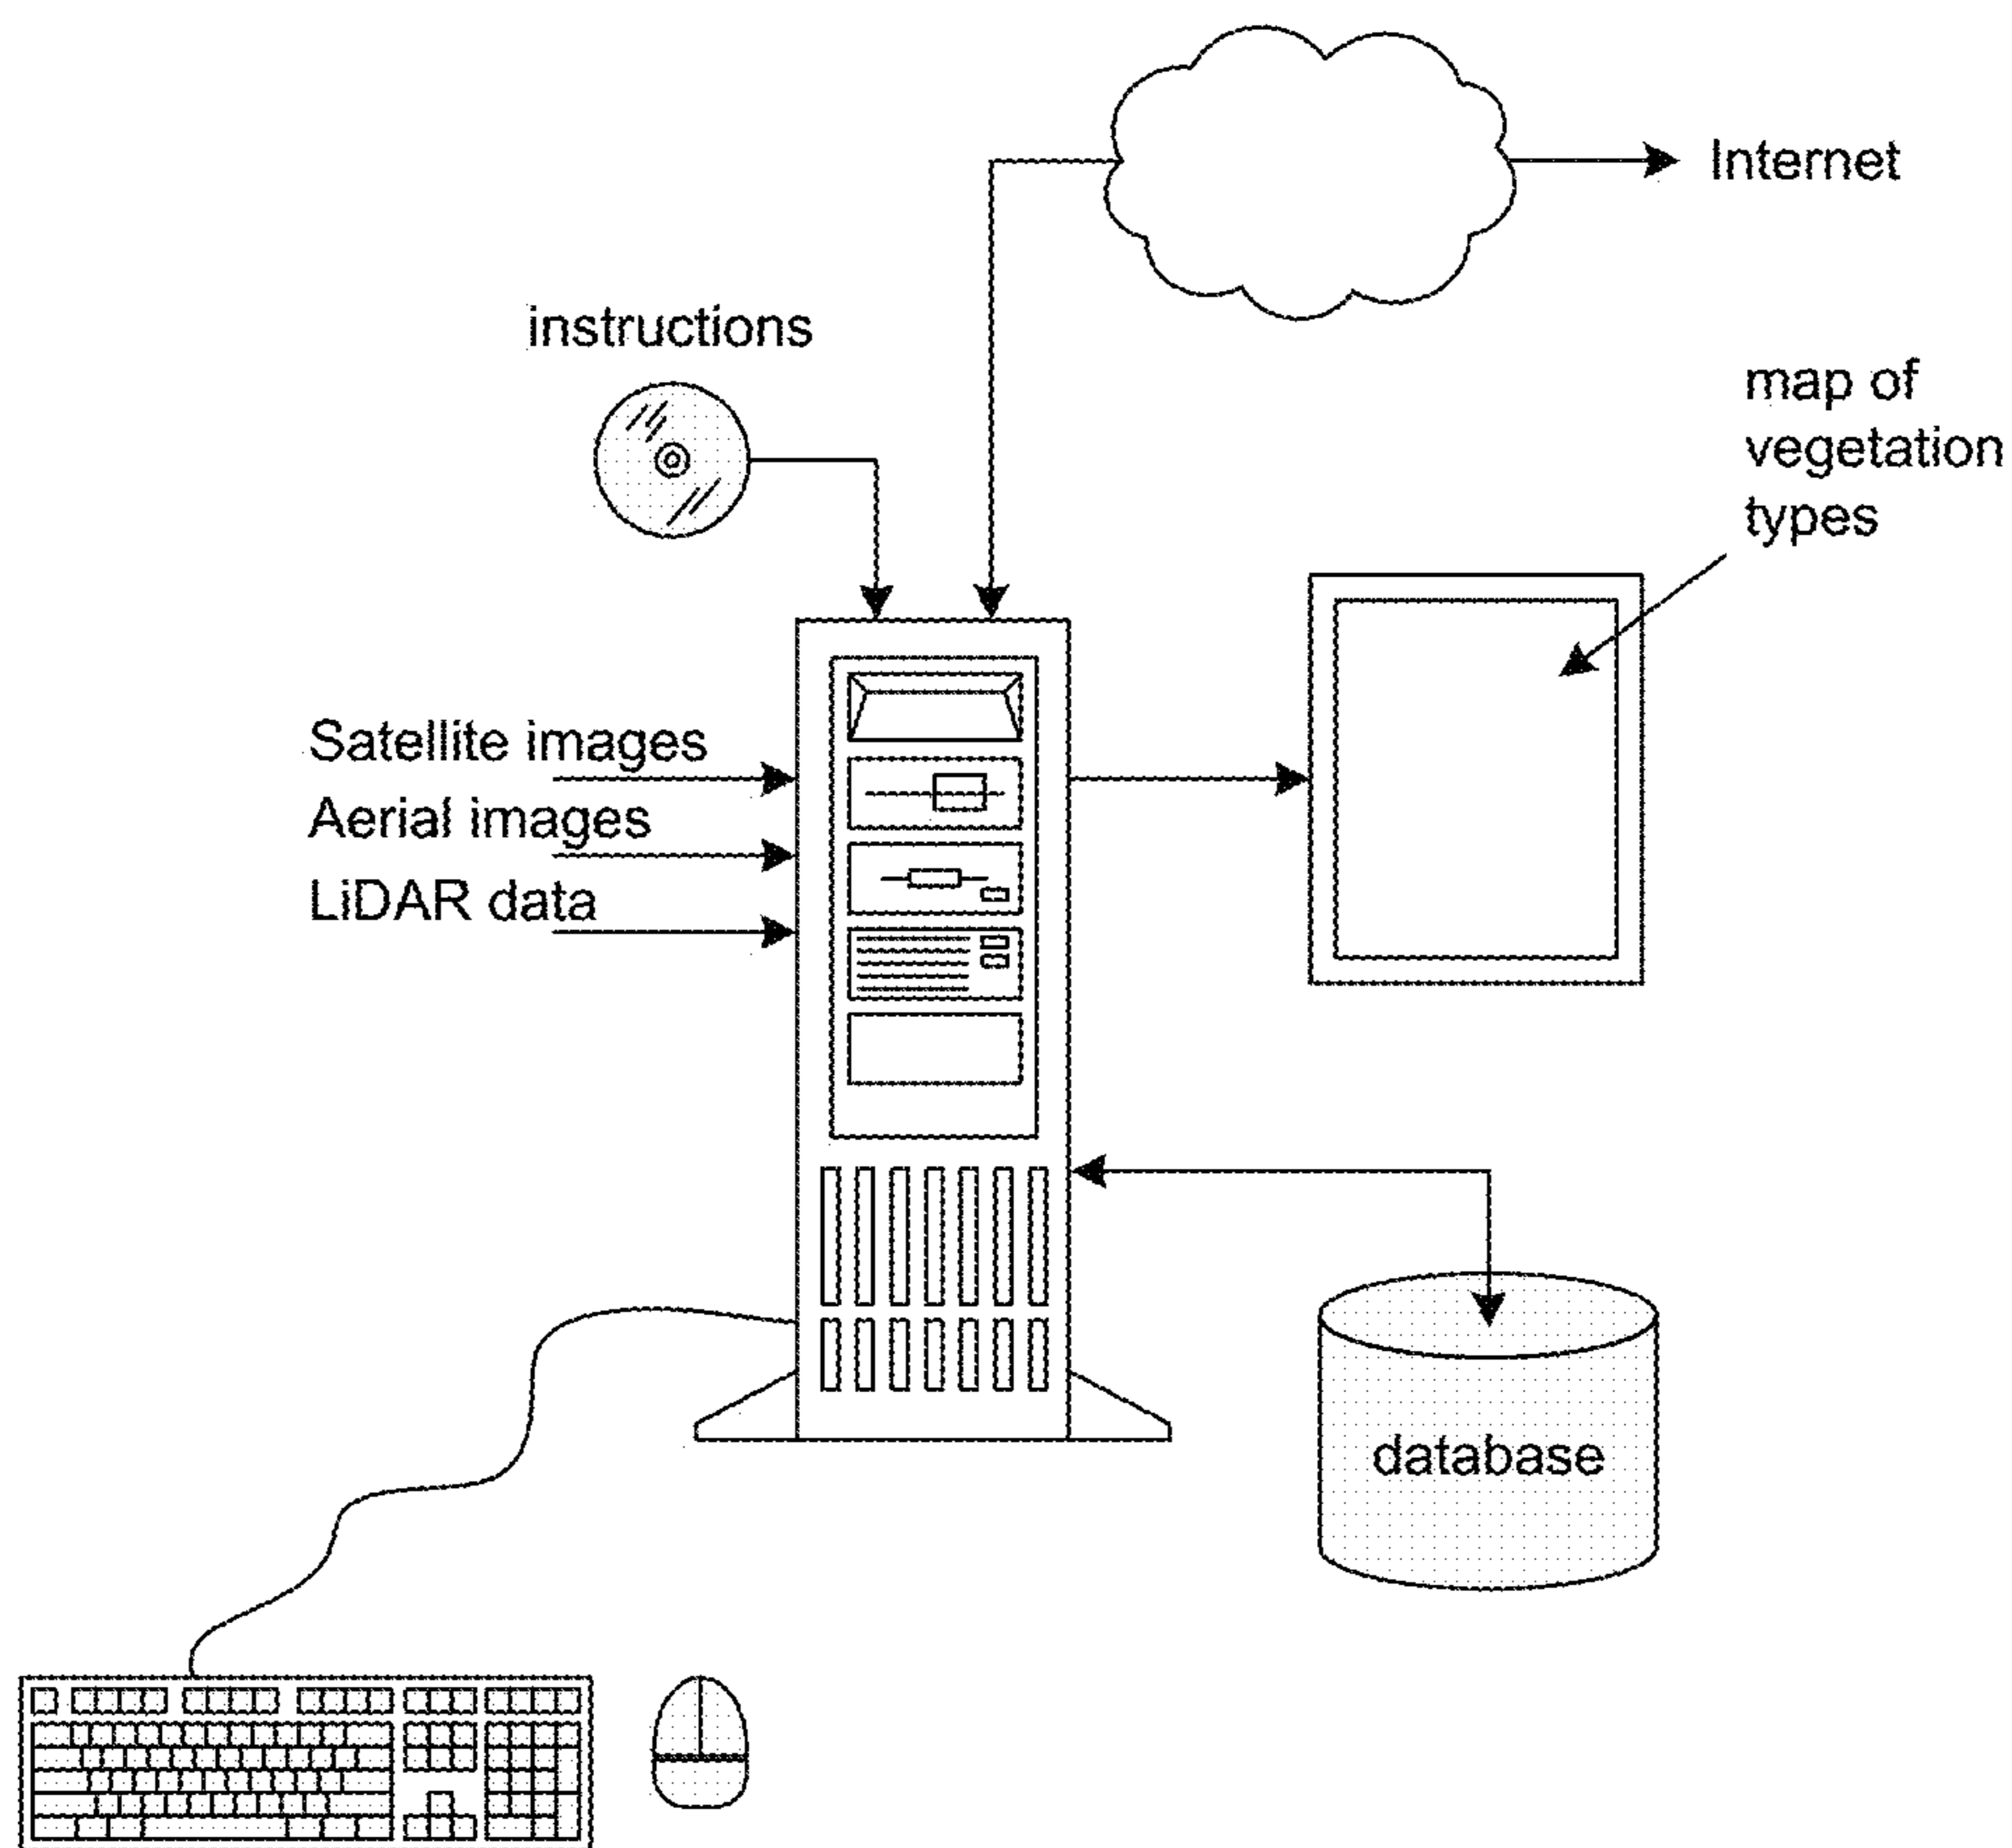 Internet
instructions
map of
vegetation
types
Satellite images
Aerial images
LiDAR data
database